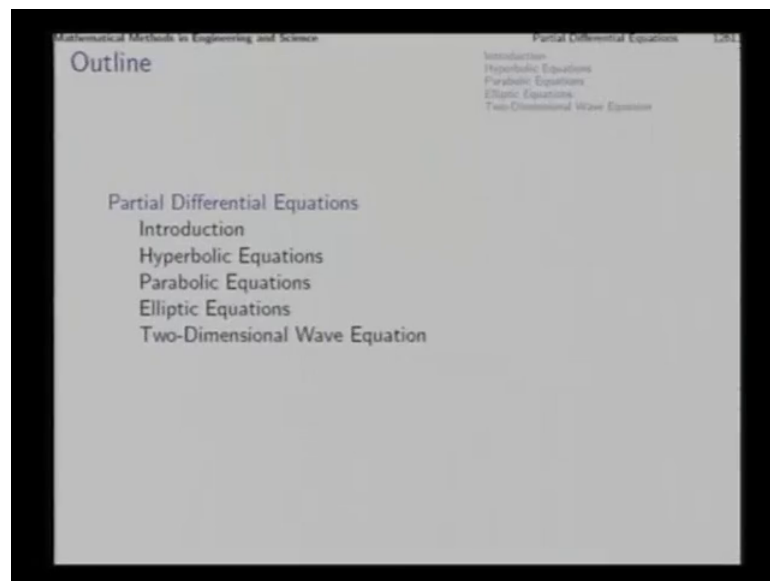 Mathematical Methods in Engineering and Science
Partial Differential Equations
Outline
Introduction
Hyperbolic Equations
Parabolic Equations
Elliptic Equations
Two-Dimensional Wave Equation
Partial Differential Equations
Introduction
Hyperbolic Equations
Parabolic Equations
Elliptic Equations
Two-Dimensional Wave Equation